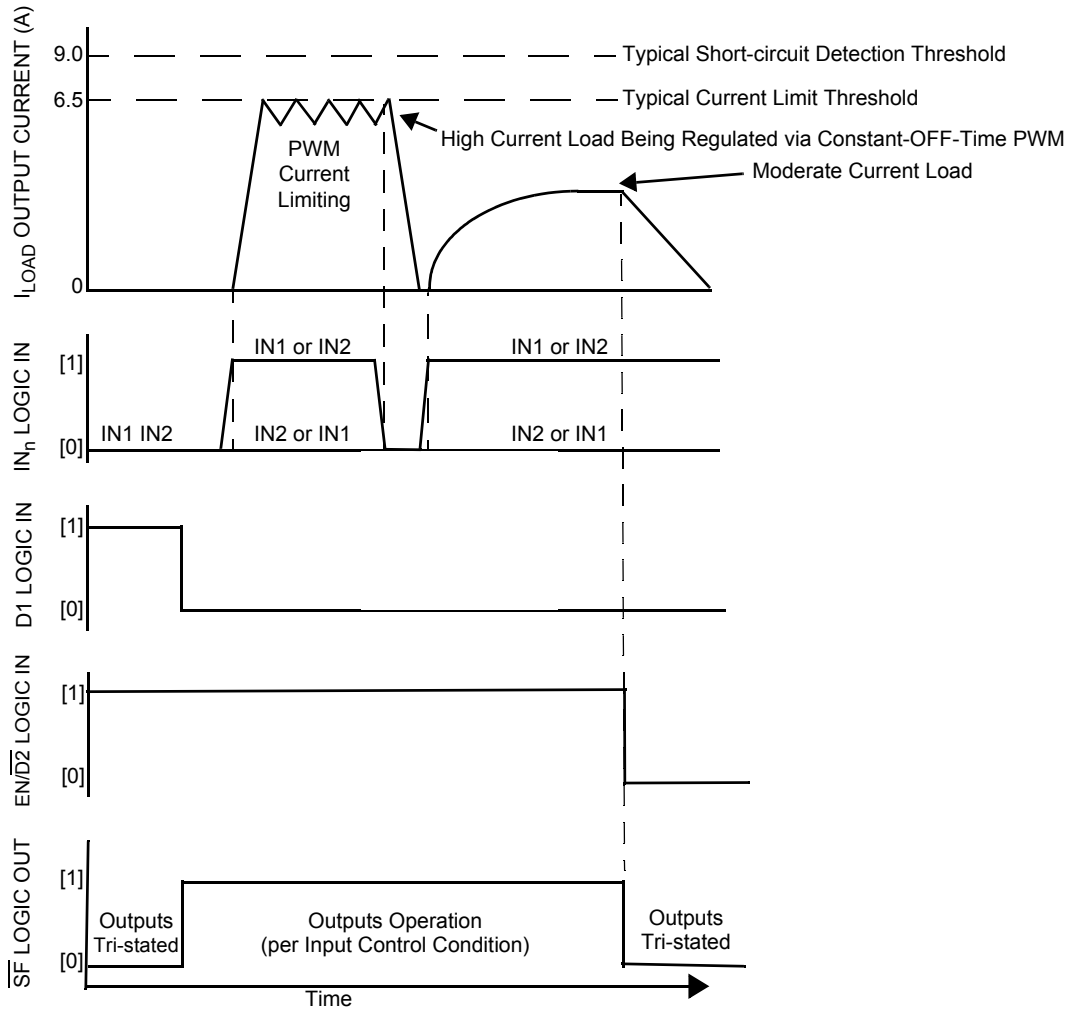 I_LOAD OUTPUT CURRENT (A)
9.0
Typical Short-circuit Detection Threshold
6.5
Typical Current Limit Threshold
High Current Load Being Regulated via Constant-OFF-Time PWM
PWM
Current
Limiting
Moderate Current Load
0
IN_n LOGIC IN
[1]
IN1 or IN2
IN1 or IN2
[0]
IN1 IN2
IN2 or IN1
IN2 or IN1
D1 LOGIC IN
[1]
[0]
EN/D̅2̅ LOGIC IN
[1]
[0]
S̅F̅ LOGIC OUT
[1]
[0]
Outputs
Tri-stated
Outputs Operation
(per Input Control Condition)
Outputs
Tri-stated
Time